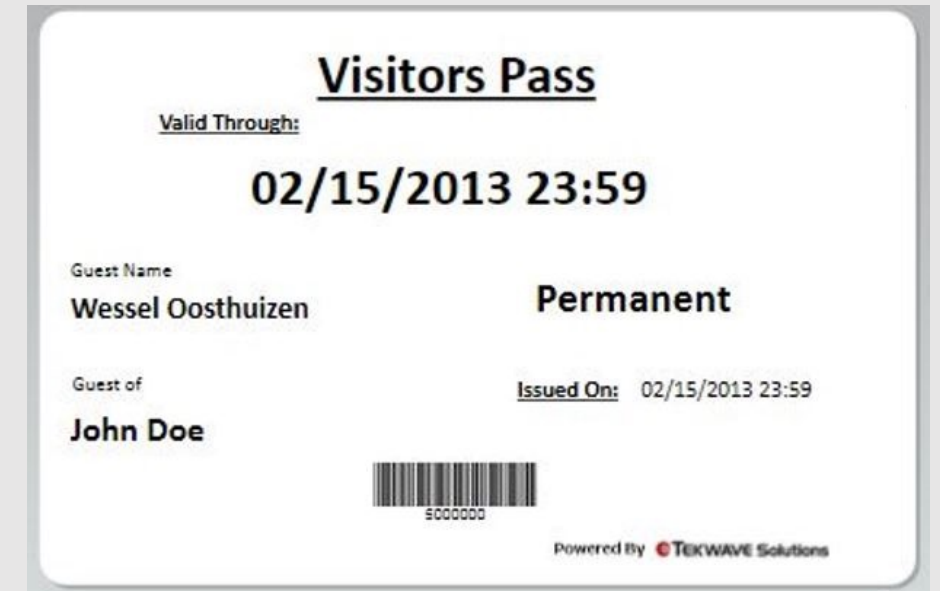 Visitors Pass
Valid Through:
02/15/2013 23:59
Guest Name
Wessel Oosthuizen
Permanent
Guest of
Issued On: 02/15/2013 23:59
John Doe
5000000
Powered By TEKWAVE Solutions